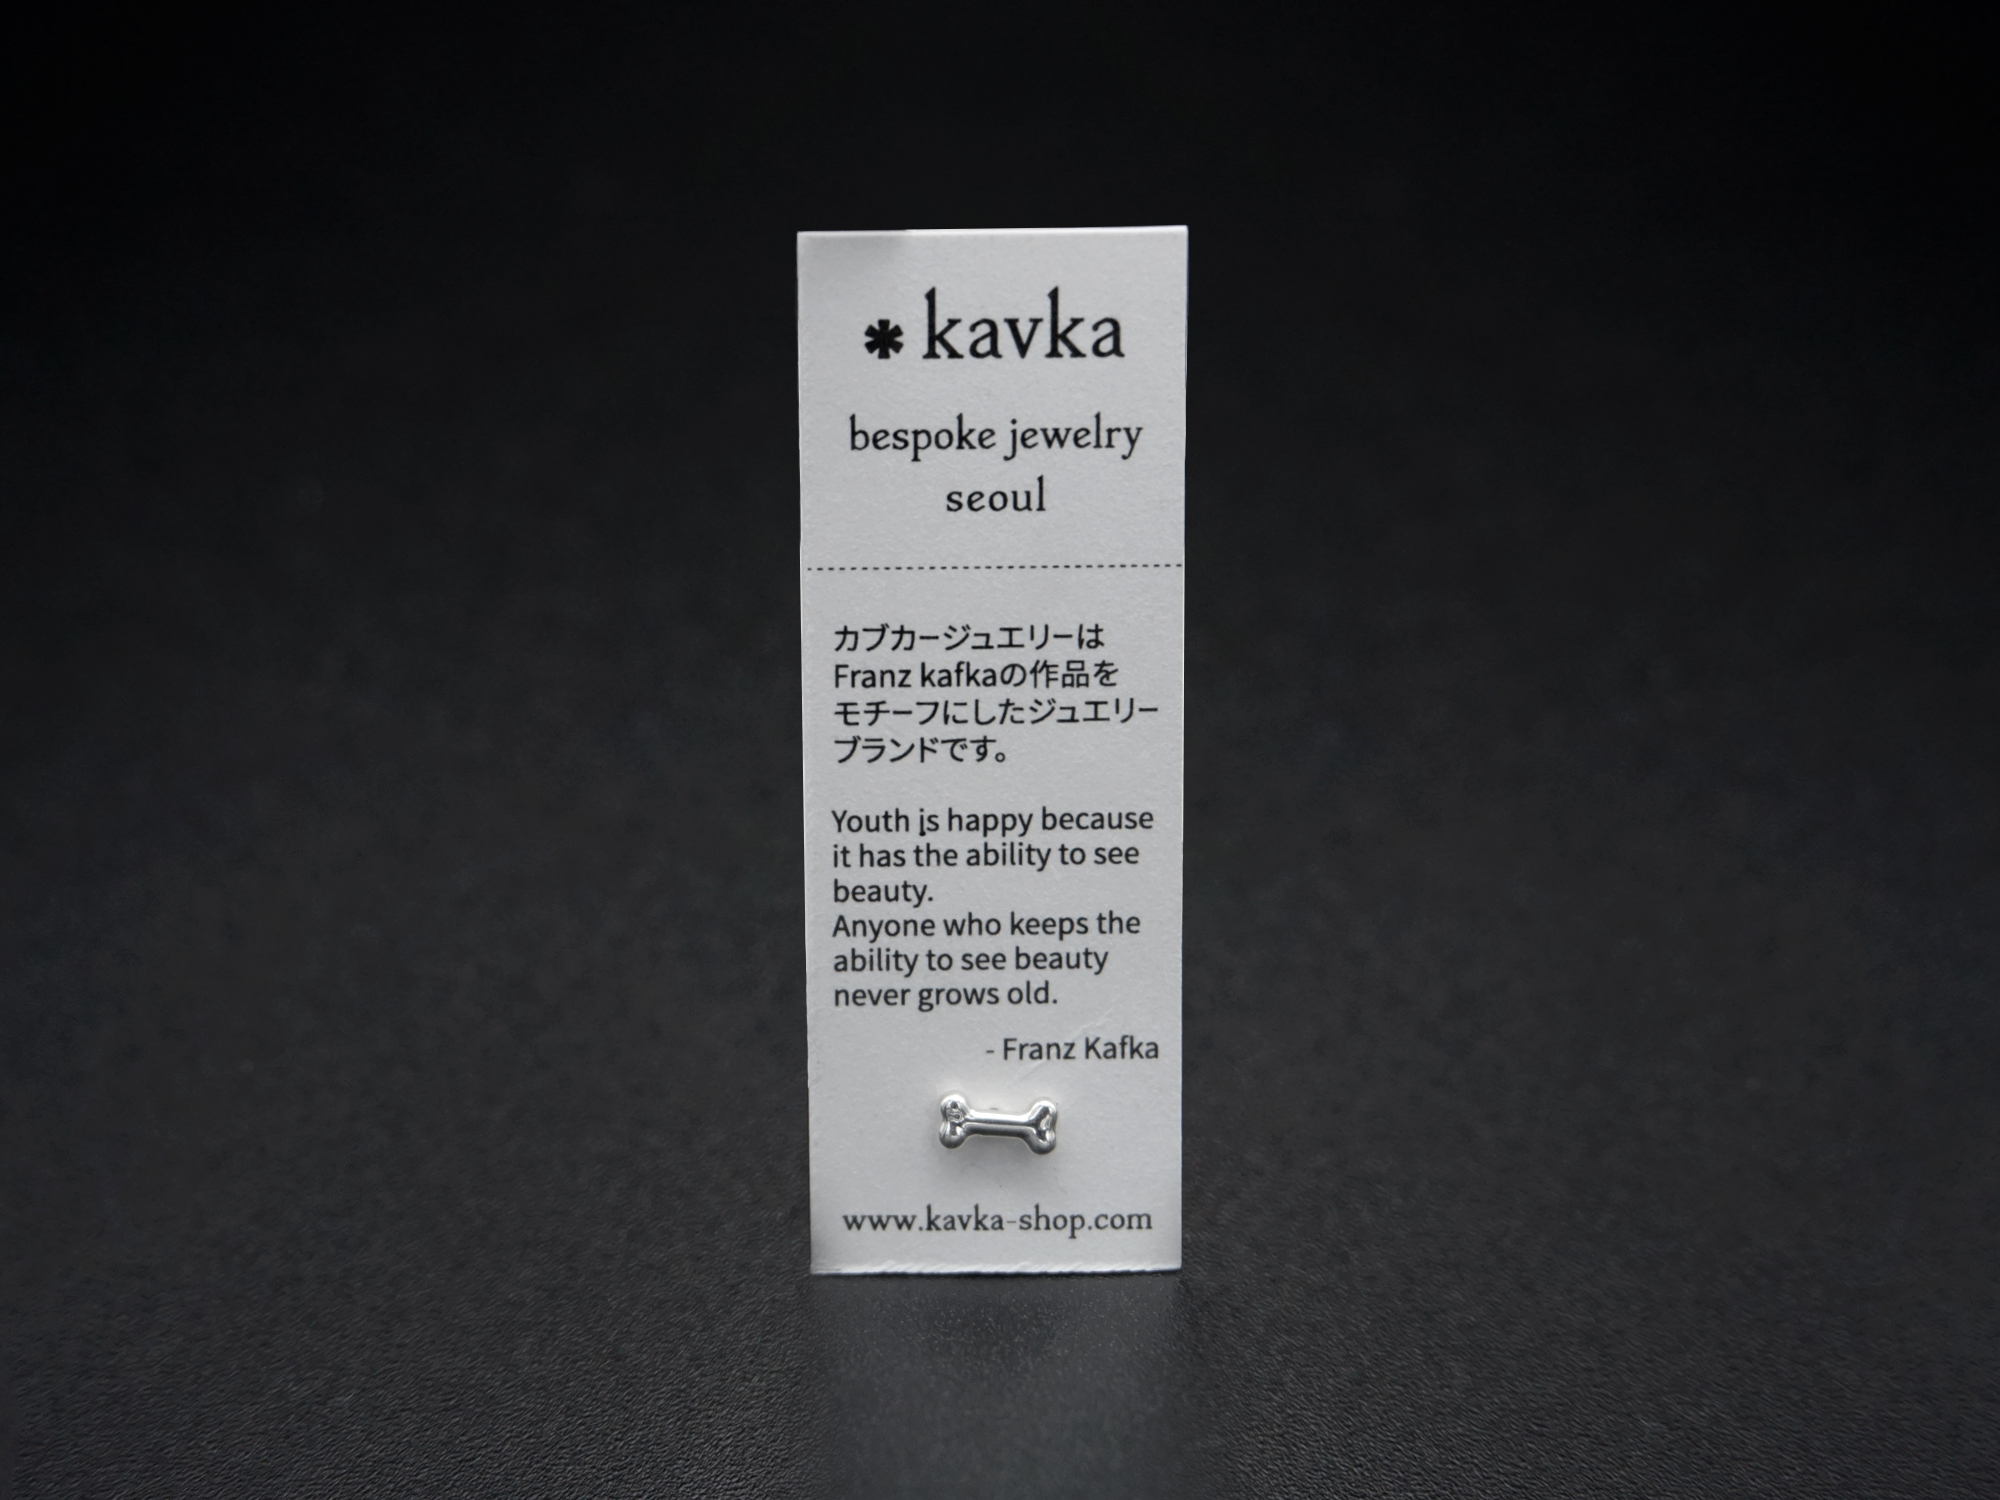 * kavka
bespoke jewelry
seoul
カブカージュエリーは
Franz kafkaの作品を
モチーフにしたジュエリー
ブランドです。
Youth is happy because
it has the ability to see
beauty.
Anyone who keeps the
ability to see beauty
never grows old.
- Franz Kafka
www.kavka-shop.com